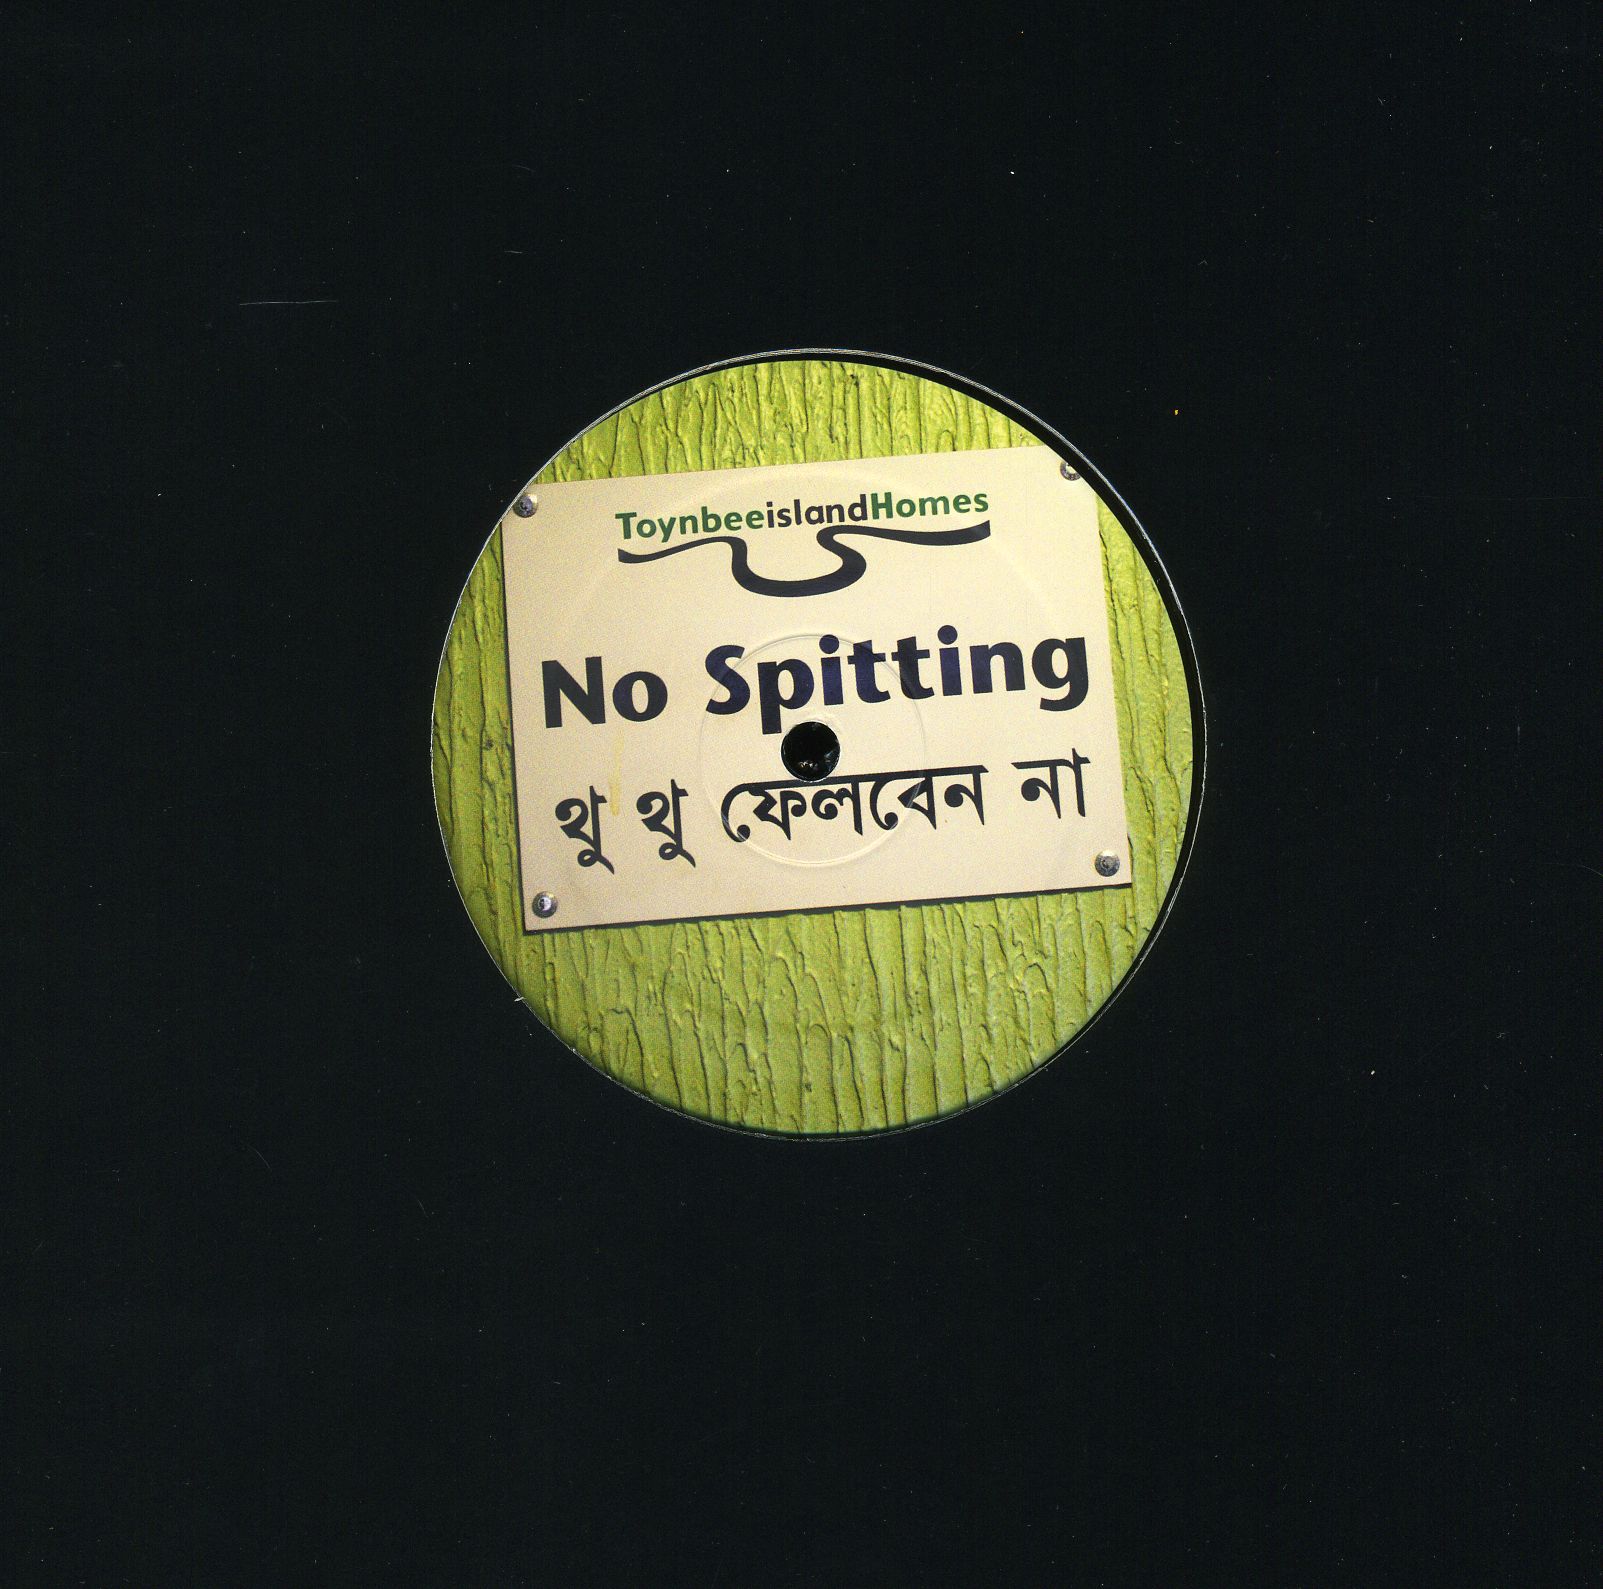 ToynbeeislandHomes
No Spitting
থু থু ফেলবেন না